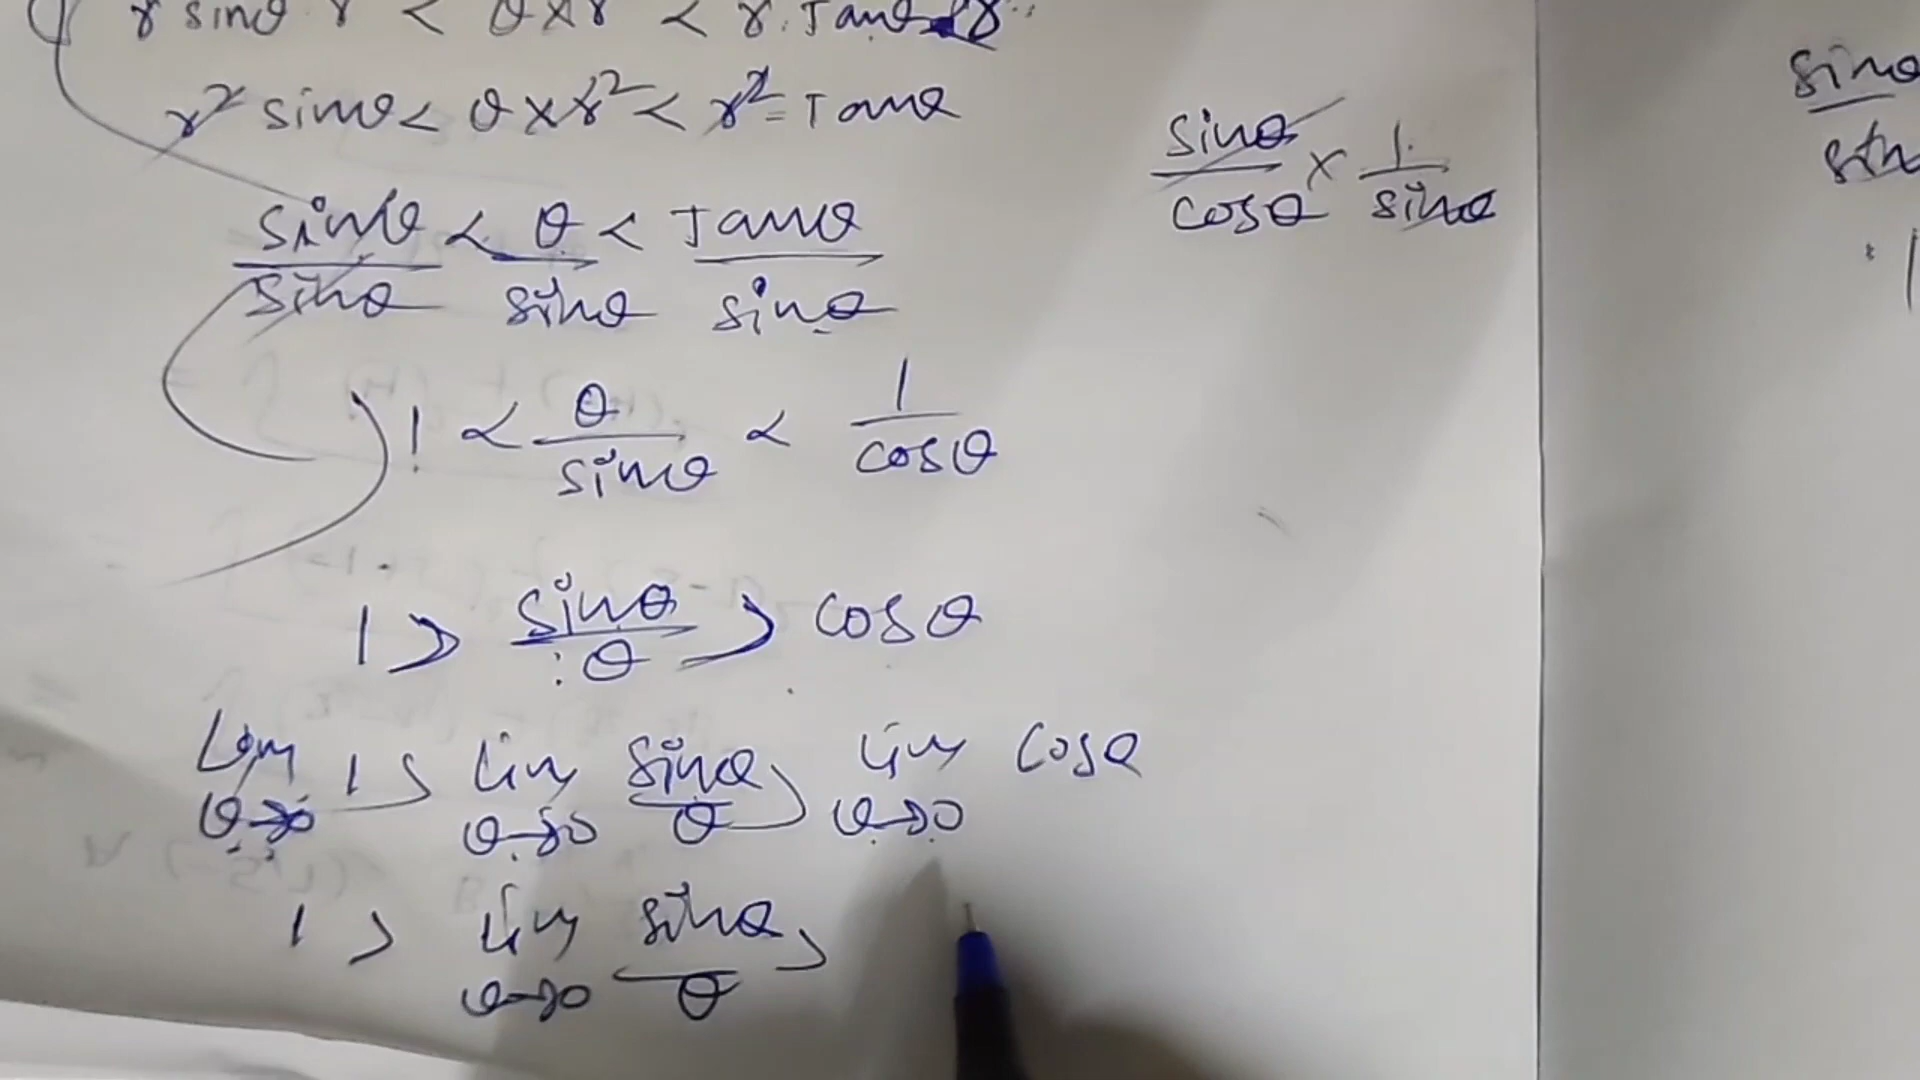 r sinθ r < θ×r < r. Tanθ r
r² sinθ < θ×r² < r² Tanθ
sinθ/sinθ < θ/sinθ < Tanθ/sinθ
sinθ/cosθ × 1/sinθ
1 < θ/sinθ < 1/cosθ
1 > sinθ/θ > cosθ
Lim θ→0 1 > lim θ→0 sinθ/θ > lim θ→0 cosθ
1 > lim θ→0 sinθ/θ >